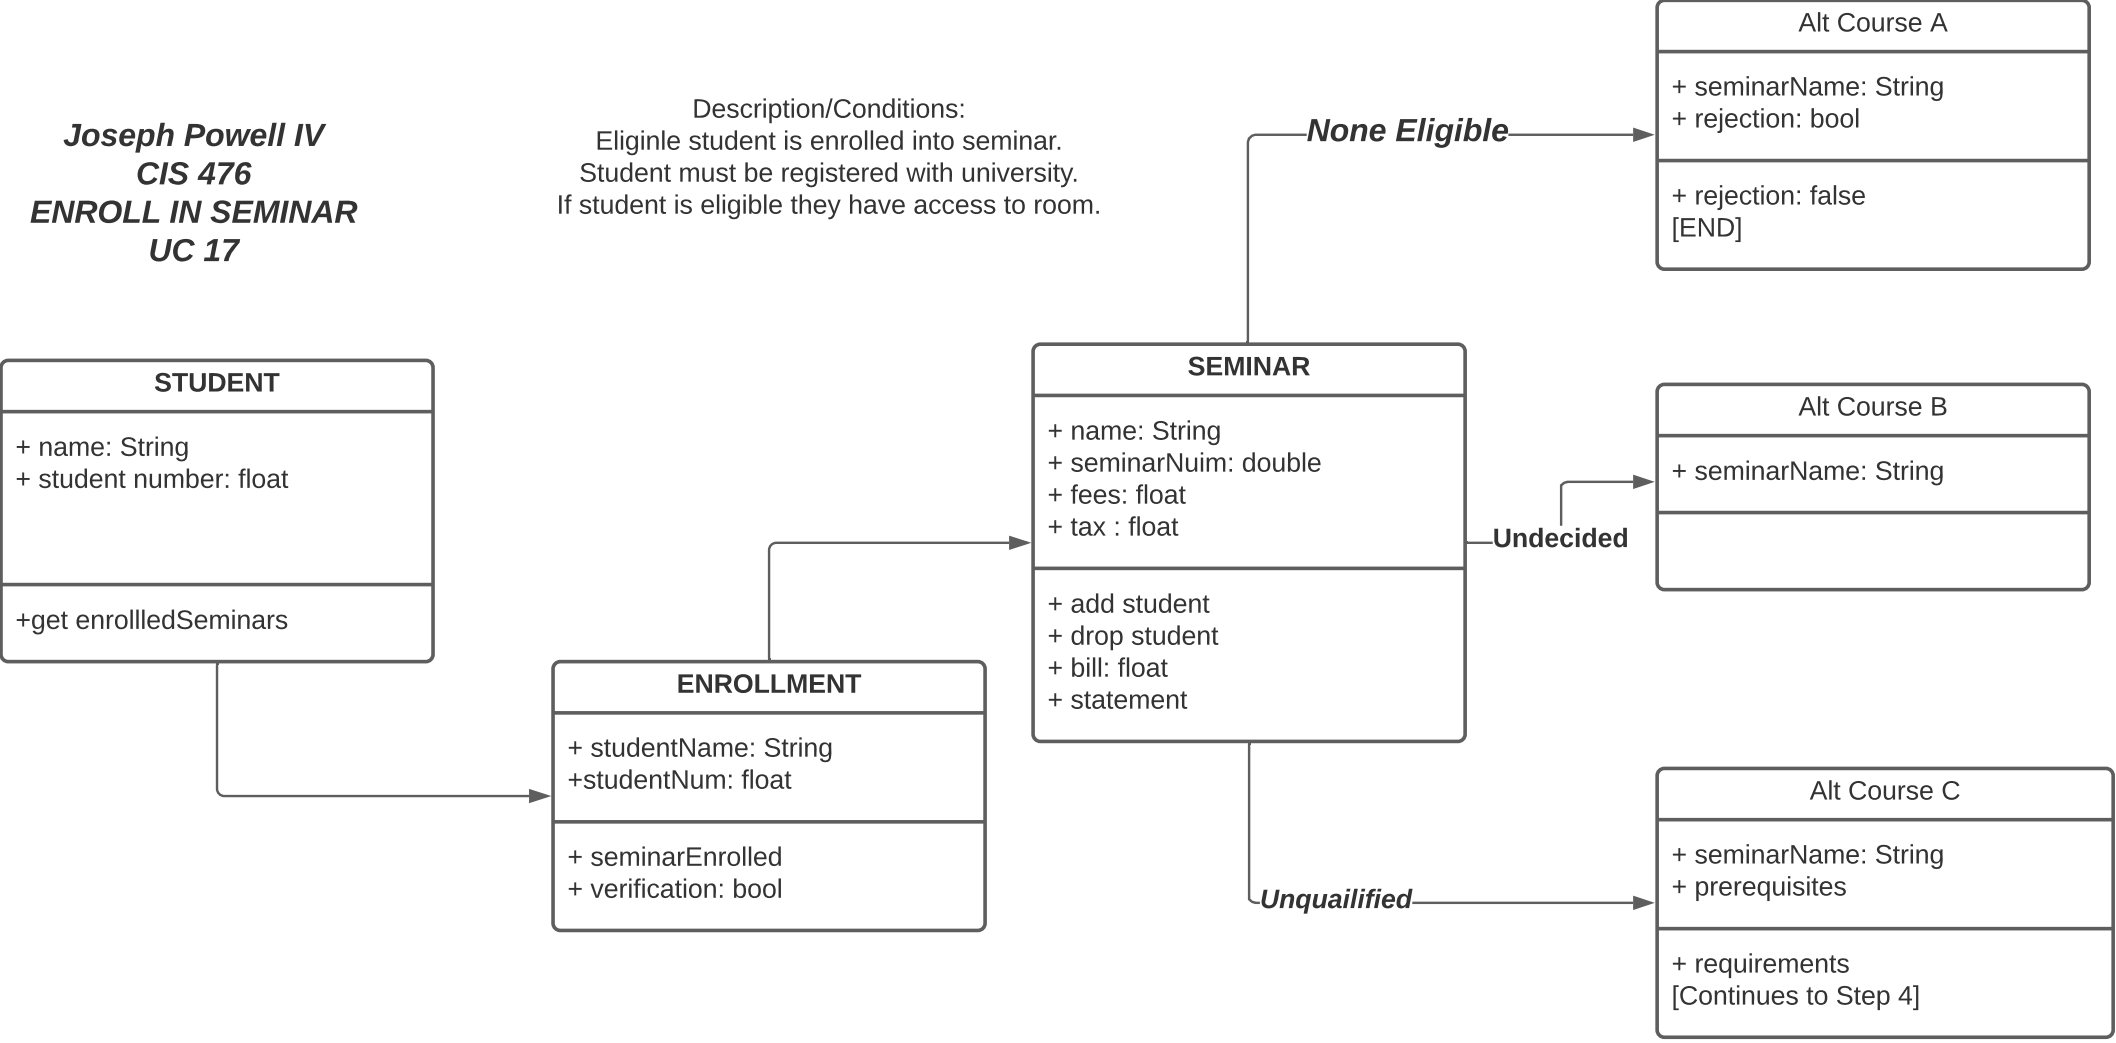 Joseph Powell IV
CIS 476
ENROLL IN SEMINAR
UC 17
Description/Conditions:
Eliginle student is enrolled into seminar.
Student must be registered with university.
If student is eligible they have access to room.
STUDENT
+ name: String
+ student number: float
+get enrollledSeminars
ENROLLMENT
+ studentName: String
+studentNum: float
+ seminarEnrolled
+ verification: bool
SEMINAR
+ name: String
+ seminarNuim: double
+ fees: float
+ tax : float
+ add student
+ drop student
+ bill: float
+ statement
None Eligible
Alt Course A
+ seminarName: String
+ rejection: bool
+ rejection: false
[END]
Undecided
Alt Course B
+ seminarName: String
Unquailified
Alt Course C
+ seminarName: String
+ prerequisites
+ requirements
[Continues to Step 4]